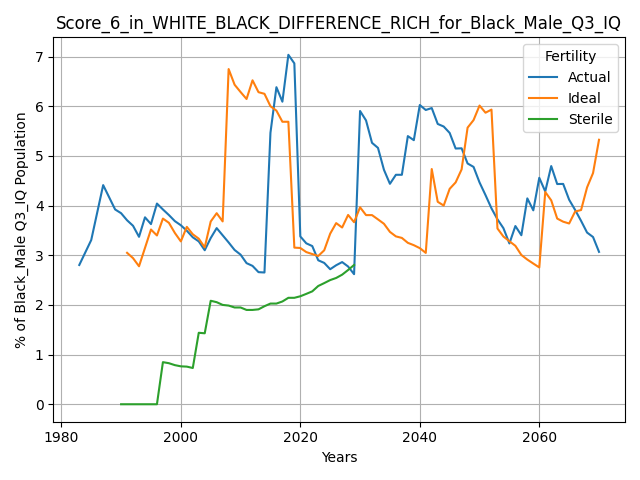 Score_6_in_WHITE_BLACK_DIFFERENCE_RICH_for_Black_Male_Q3_IQ
Fertility
Actual
Ideal
Sterile
% of Black_Male Q3_IQ Population
7
6
5
4
3
2
1
0
1980 2000 2020 2040 2060
Years